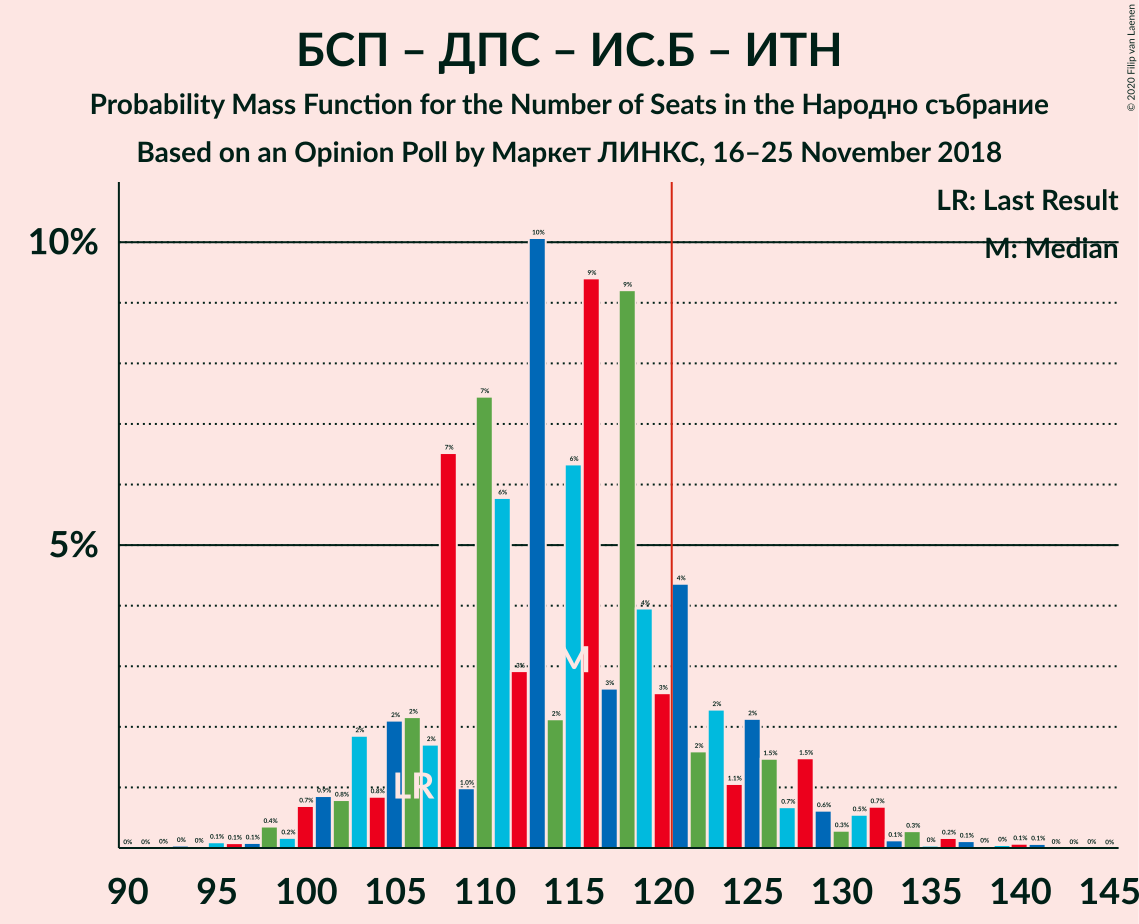 БСП – ДПС – ИС.Б – ИТН
Probability Mass Function for the Number of Seats in the Народно събрание
Based on an Opinion Poll by Маркет ЛИНКС, 16–25 November 2018
© 2020 Filip van Laenen
LR: Last Result
M: Median
10%
5%
0% 0% 0% 0% 0% 0.1% 0.1% 0.1% 0.4% 0.2% 0.7% 0.9% 0.8% 2% 0.8% 2% 2% 2% 7% 1.0% 7% 6% 3% 10% 2% 6% 9% 3% 9% 4% 3% 4% 2% 2% 1.1% 2% 1.5% 0.7% 1.5% 0.6% 0.3% 0.5% 0.7% 0.1% 0.3% 0% 0.2% 0.1% 0% 0% 0.1% 0.1% 0% 0% 0% 0%
M
LR
90 95 100 105 110 115 120 125 130 135 140 145